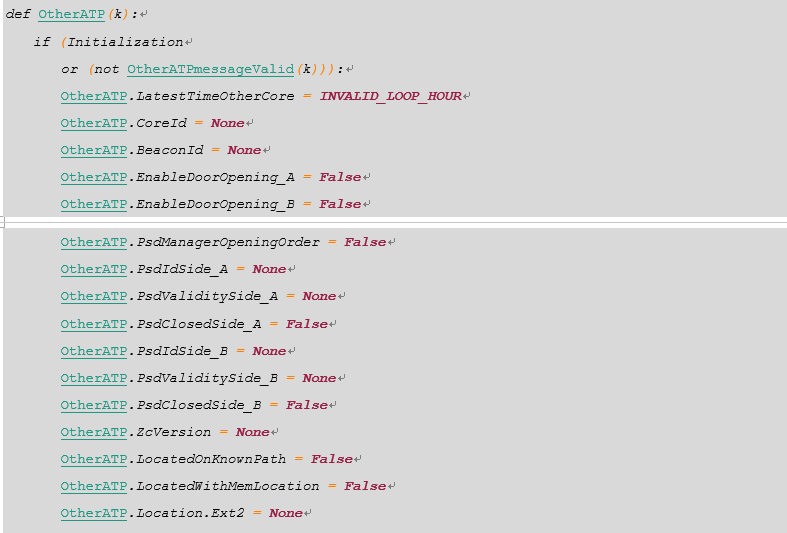 def OtherATP(k):↵
if (Initialization↵
or (not OtherATPmessageValid(k))):↵
OtherATP.LatestTimeOtherCore = INVALID_LOOP_HOUR↵
OtherATP.CoreId = None↵
OtherATP.BeaconId = None↵
OtherATP.EnableDoorOpening_A = False↵
OtherATP.EnableDoorOpening_B = False↵
OtherATP.PsdManagerOpeningOrder = False↵
OtherATP.PsdIdSide_A = None↵
OtherATP.PsdValiditySide_A = None↵
OtherATP.PsdClosedSide_A = False↵
OtherATP.PsdIdSide_B = None↵
OtherATP.PsdValiditySide_B = None↵
OtherATP.PsdClosedSide_B = False↵
OtherATP.ZcVersion = None↵
OtherATP.LocatedOnKnownPath = False↵
OtherATP.LocatedWithMemLocation = False↵
OtherATP.Location.Ext2 = None↵